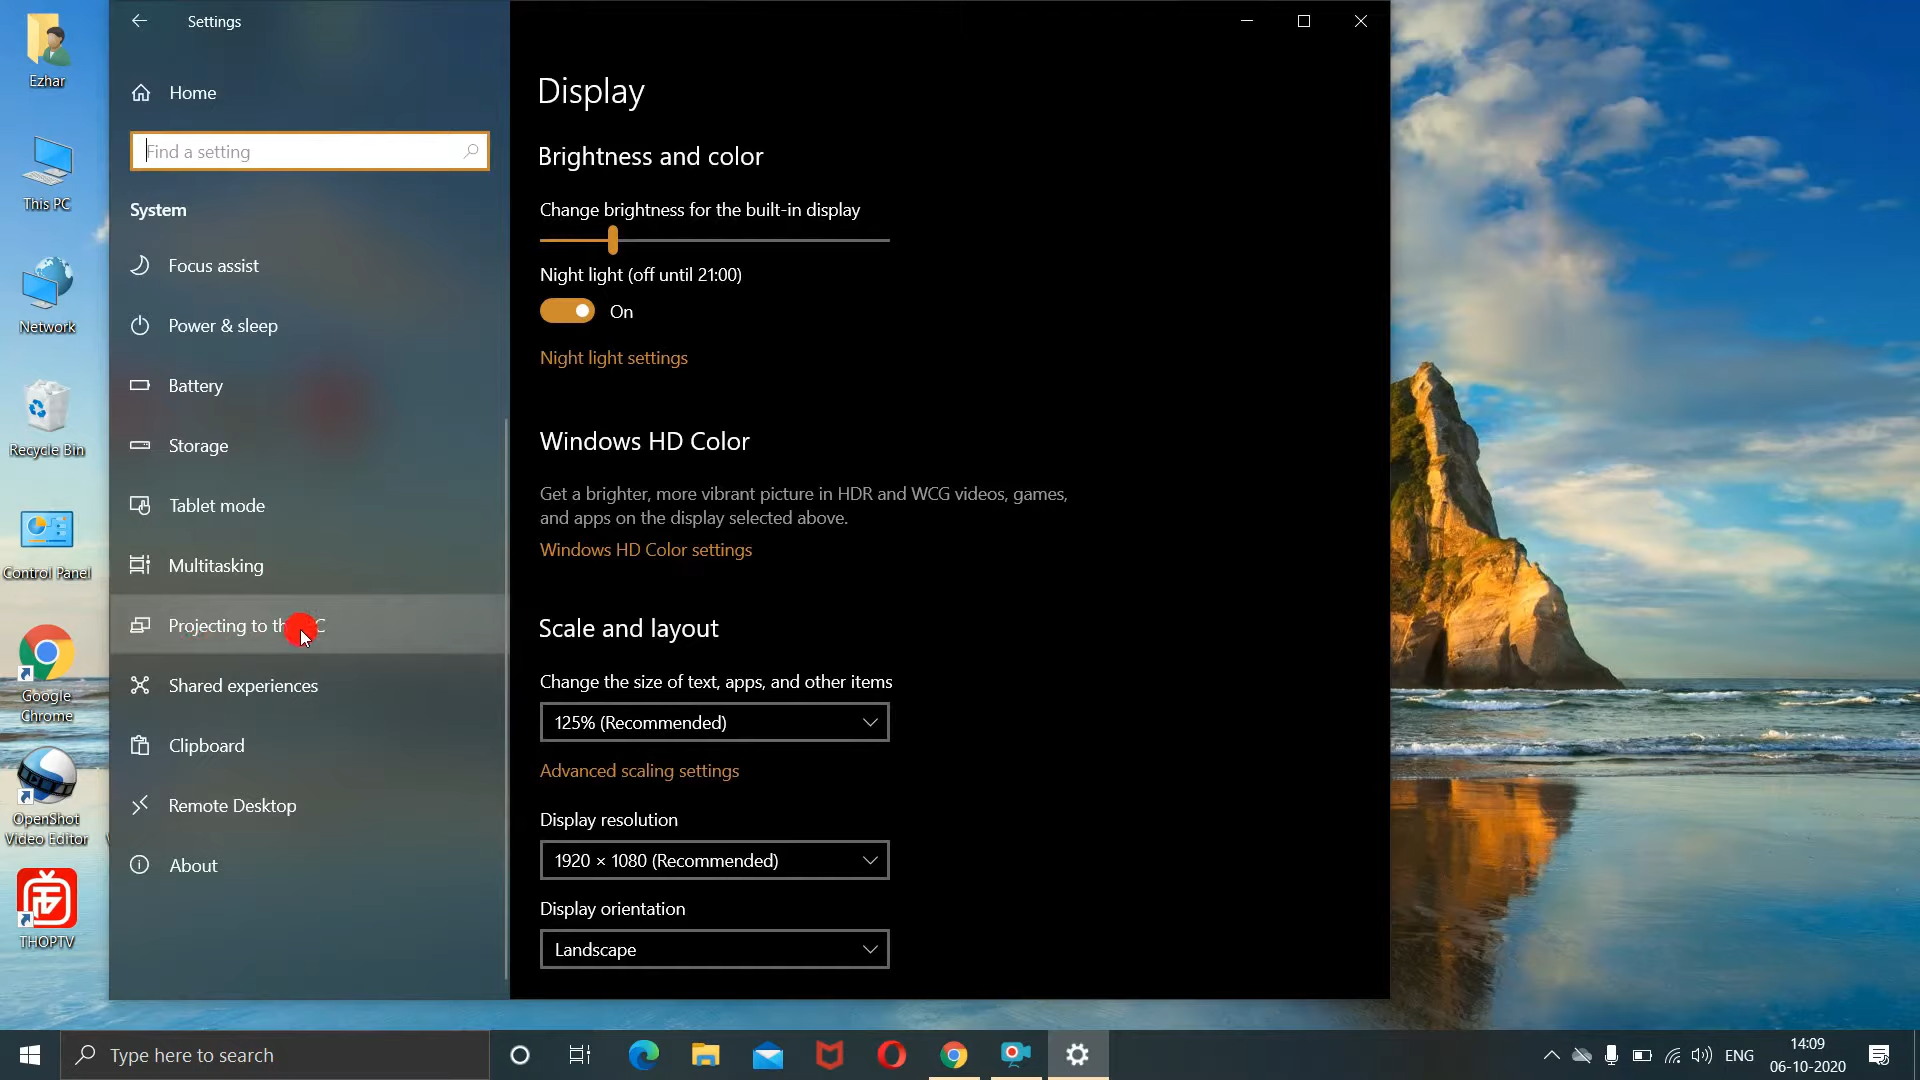 Settings
Home
Find a setting
System
Focus assist
Power & sleep
Battery
Storage
Tablet mode
Multitasking
Projecting to
Shared experiences
Clipboard
Remote Desktop
About
Display
Brightness and color
Change brightness for the built-in display
Night light (off until 21:00)
On
Night light settings
Windows HD Color
Get a brighter, more vibrant picture in HDR and WCG videos, games,
and apps on the display selected above.
Windows HD Color settings
Scale and layout
Change the size of text, apps, and other items
125% (Recommended)
Advanced scaling settings
Display resolution
1920 × 1080 (Recommended)
Display orientation
Landscape
Ezhar
This PC
Network
Recycle Bin
Control Panel
Google
Chrome
OpenShot
Video Editor
THOPTV
Type here to search
ENG
14:09
06-10-2020